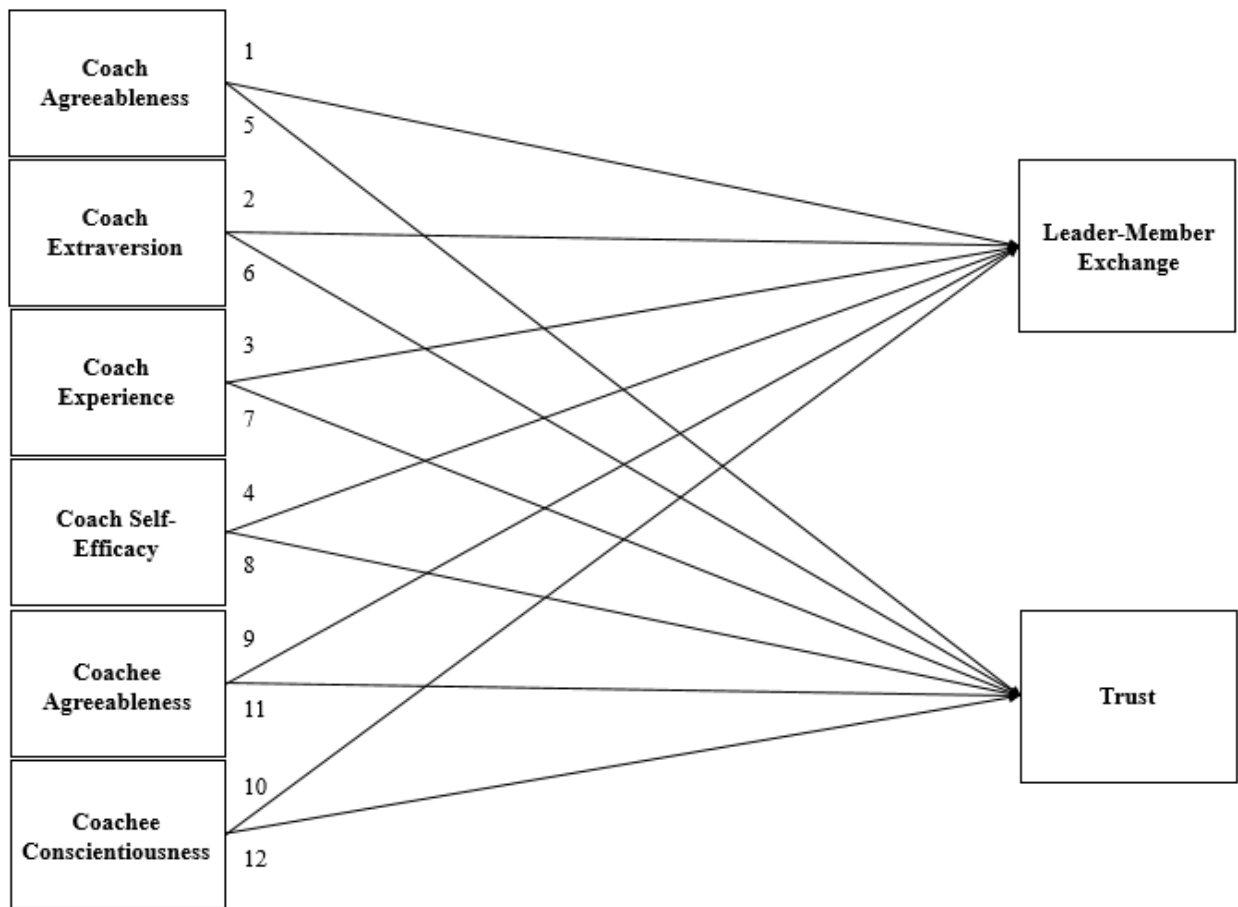 Coach
Agreeableness
1
5
Coach
Extraversion
2
6
Coach
Experience
3
7
Coach Self-
Efficacy
4
8
Coachee
Agreeableness
9
11
Coachee
Conscientiousness
10
12
Leader-Member
Exchange
Trust